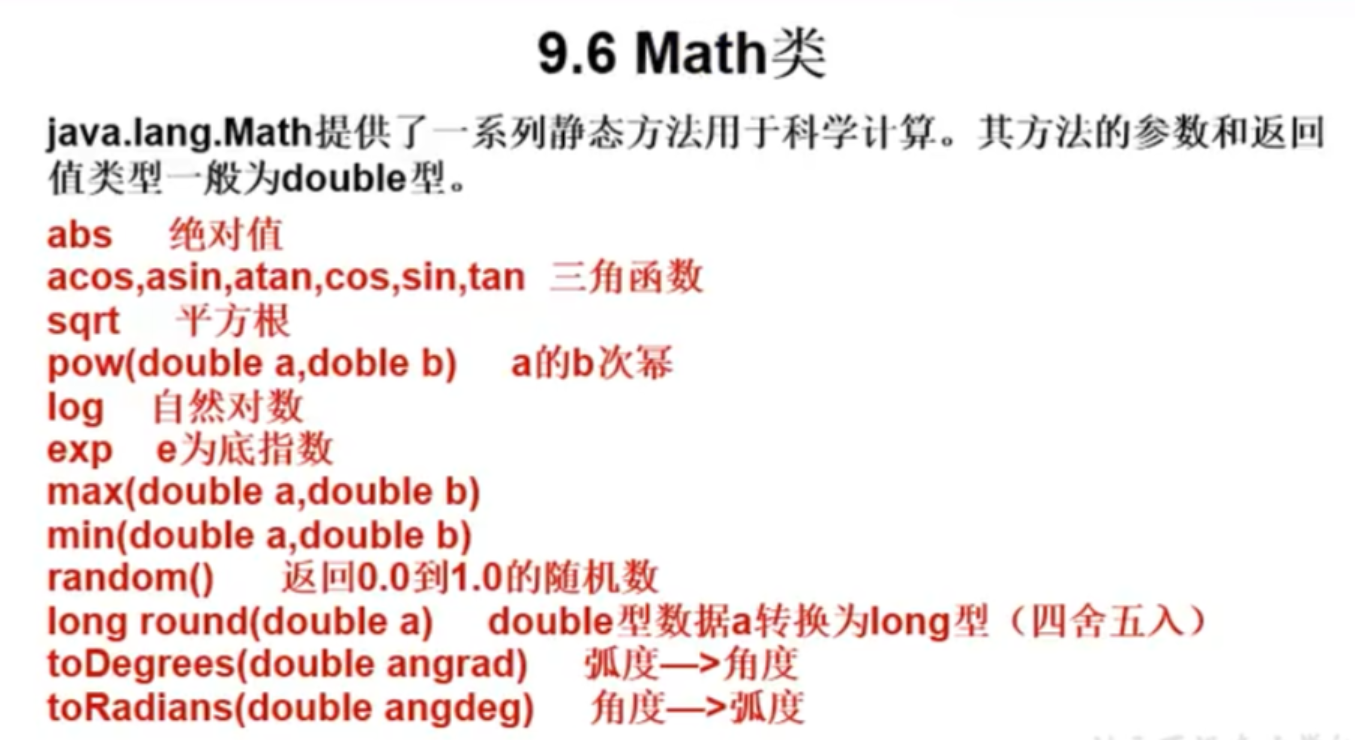 9.6 Math类
java.lang.Math提供了一系列静态方法用于科学计算。其方法的参数和返回
值类型一般为double型。
abs 绝对值
acos,asin,atan,cos,sin,tan 三角函数
sqrt 平方根
pow(double a,doble b) a的b次幂
log 自然对数
exp e为底指数
max(double a,double b)
min(double a,double b)
random() 返回0.0到1.0的随机数
long round(double a) double型数据a转换为long型（四舍五入）
toDegrees(double angrad) 弧度—>角度
toRadians(double angdeg) 角度—>弧度